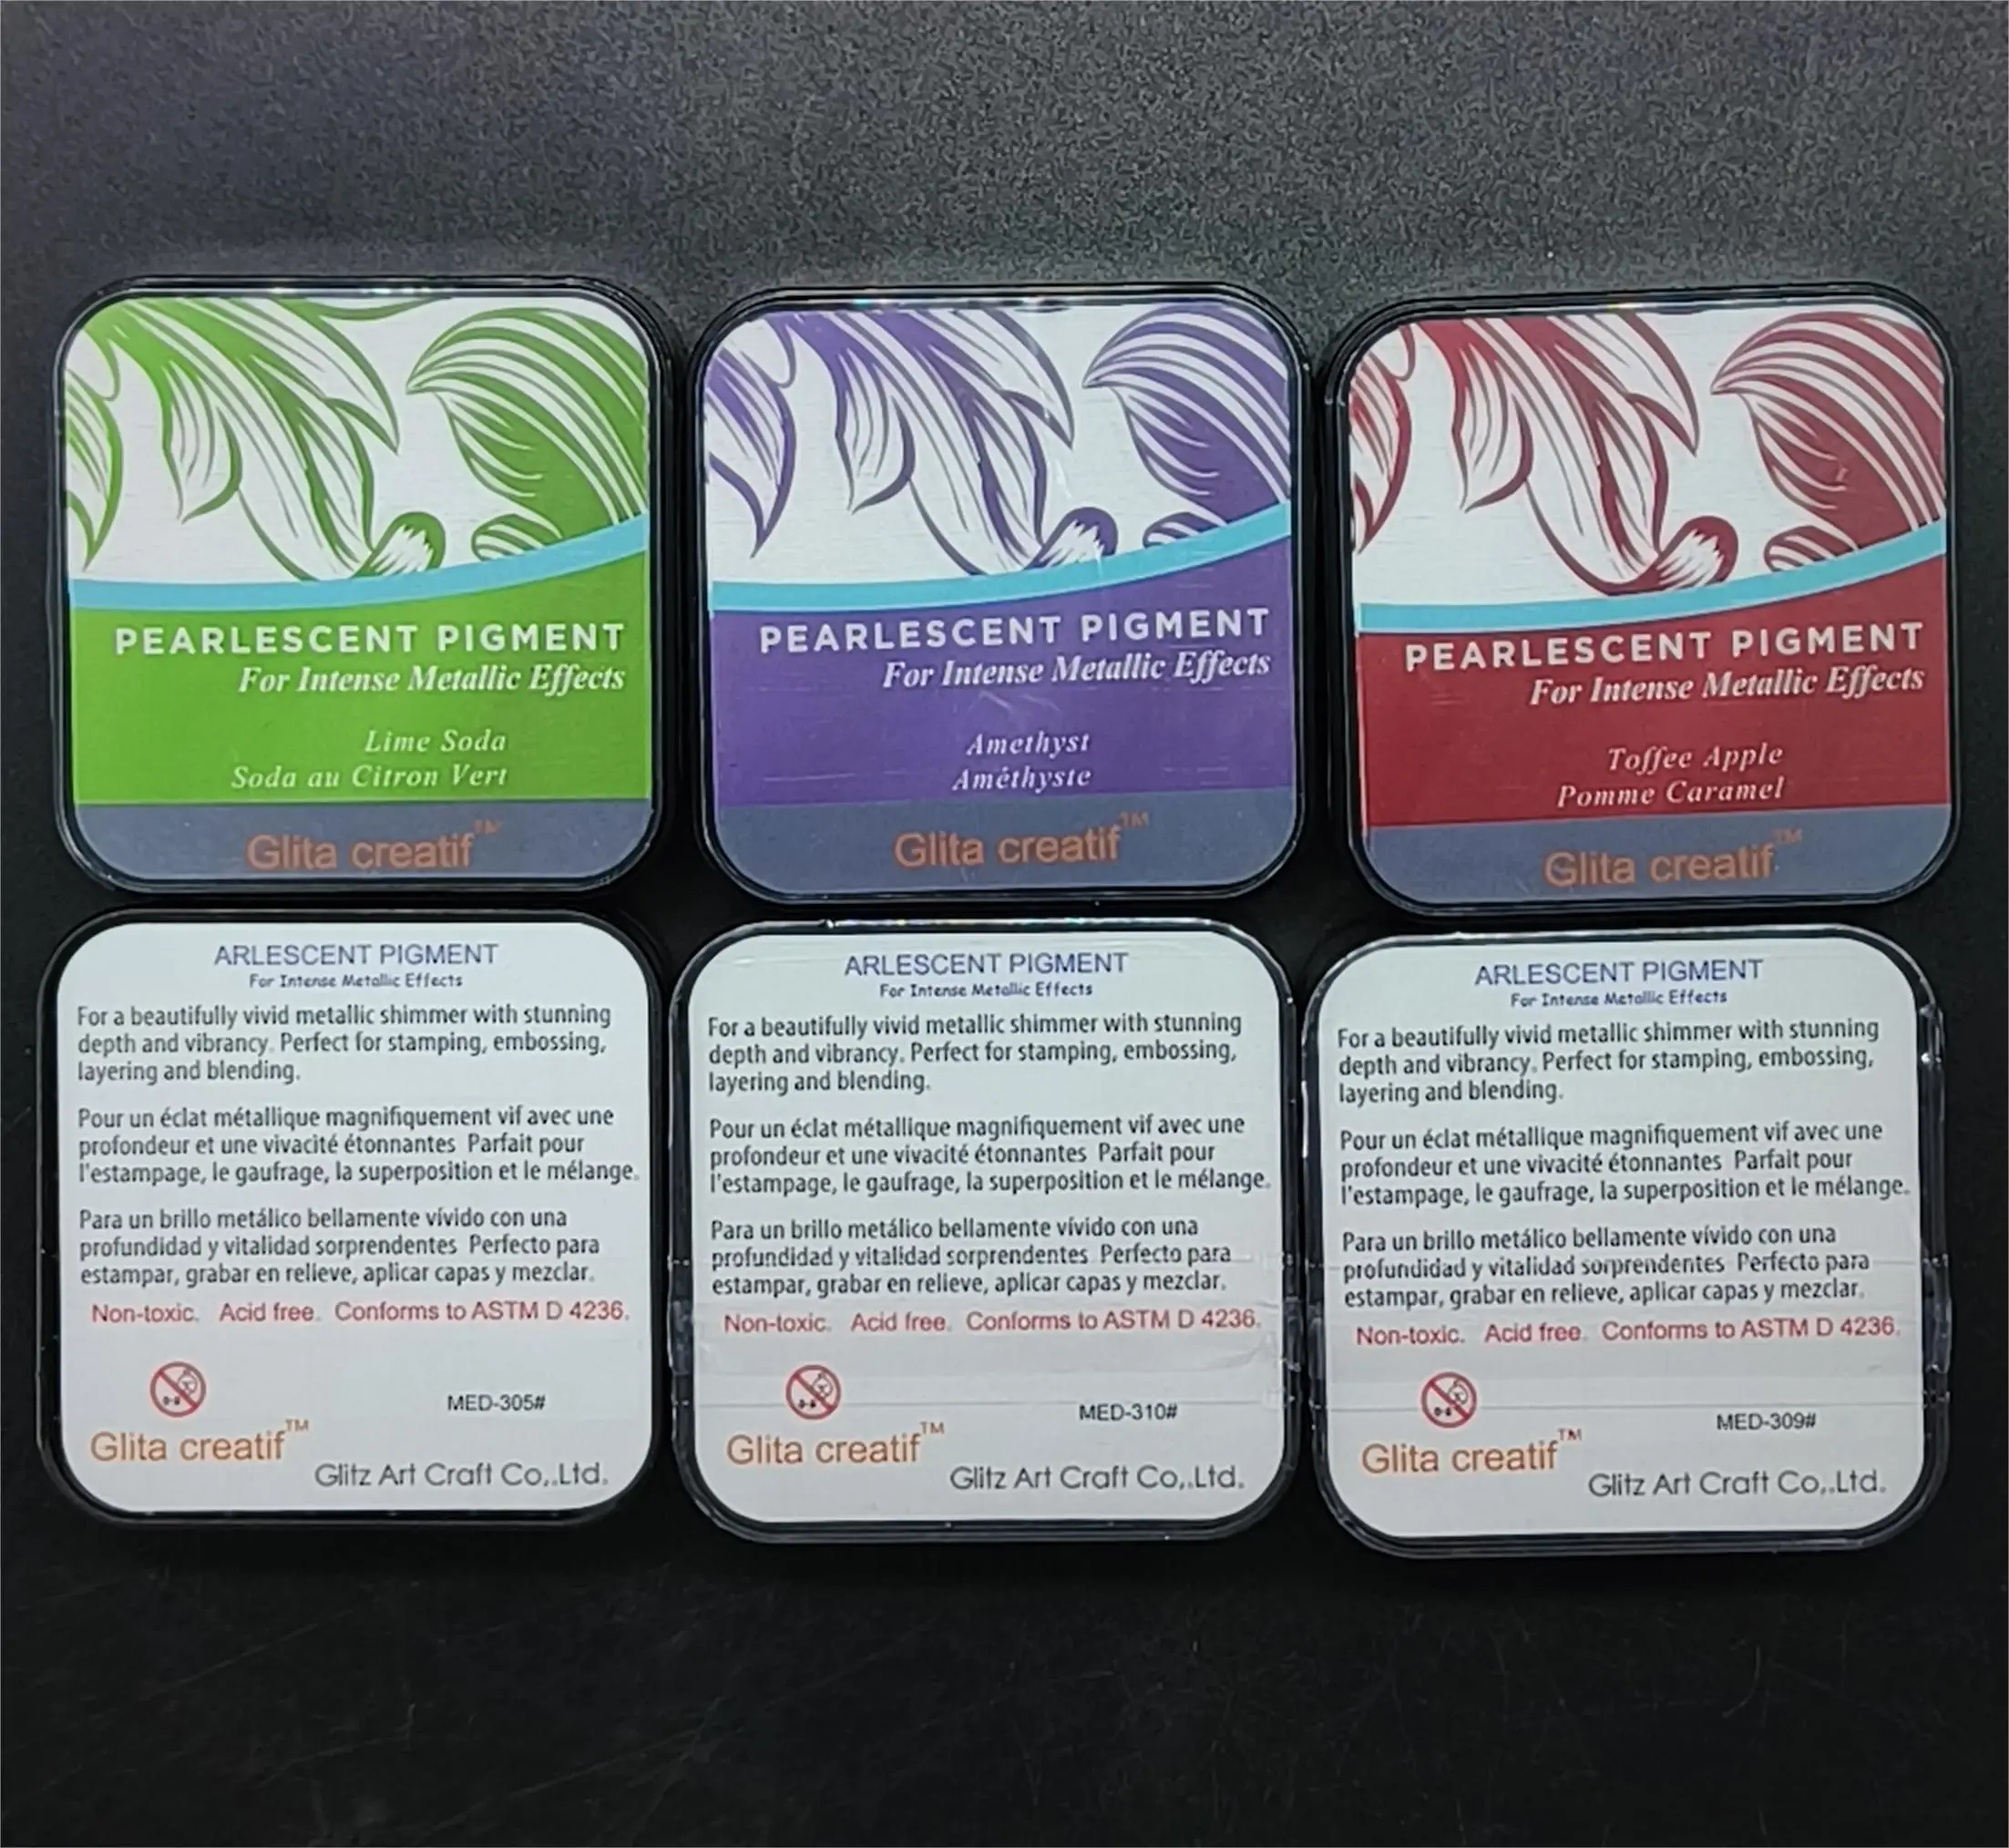 PEARLESCENT PIGMENT
For Intense Metallic Effects
Lime Soda
Soda au Citron Vert
Glita creatif™
PEARLESCENT PIGMENT
For Intense Metallic Effects
Amethyst
Améthyste
Glita creatif™
PEARLESCENT PIGMENT
For Intense Metallic Effects
Toffee Apple
Pomme Caramel
Glita creatif™
ARLESCENT PIGMENT
For Intense Metallic Effects
For a beautifully vivid metallic shimmer with stunning
depth and vibrancy. Perfect for stamping, embossing,
layering and blending.
Pour un éclat métallique magnifiquement vif avec une
profondeur et une vivacité étonnantes Parfait pour
l'estampage, le gaufrage, la superposition et le mélange.
Para un brillo metálico bellamente vívido con una
profundidad y vitalidad sorprendentes Perfecto para
estampar, grabar en relieve, aplicar capas y mezclar.
Non-toxic. Acid free. Conforms to ASTM D 4236.
0-3
MED-305#
Glita creatif™
Glitz Art Craft Co,.Ltd.
ARLESCENT PIGMENT
For Intense Metallic Effects
For a beautifully vivid metallic shimmer with stunning
depth and vibrancy. Perfect for stamping, embossing,
layering and blending.
Pour un éclat métallique magnifiquement vif avec une
profondeur et une vivacité étonnantes Parfait pour
l'estampage, le gaufrage, la superposition et le mélange.
Para un brillo metálico bellamente vívido con una
profundidad y vitalidad sorprendentes Perfecto para
estampar, grabar en relieve, aplicar capas y mezclar.
Non-toxic. Acid free. Conforms to ASTM D 4236.
0-3
MED-310#
Glita creatif™
Glitz Art Craft Co,.Ltd.
ARLESCENT PIGMENT
For Intense Metallic Effects
For a beautifully vivid metallic shimmer with stunning
depth and vibrancy. Perfect for stamping, embossing,
layering and blending.
Pour un éclat métallique magnifiquement vif avec une
profondeur et une vivacité étonnantes Parfait pour
l'estampage, le gaufrage, la superposition et le mélange.
Para un brillo metálico bellamente vívido con una
profundidad y vitalidad sorprendentes Perfecto para
estampar, grabar en relieve, aplicar capas y mezclar.
Non-toxic. Acid free. Conforms to ASTM D 4236.
0-3
MED-309#
Glita creatif™
Glitz Art Craft Co,.Ltd.